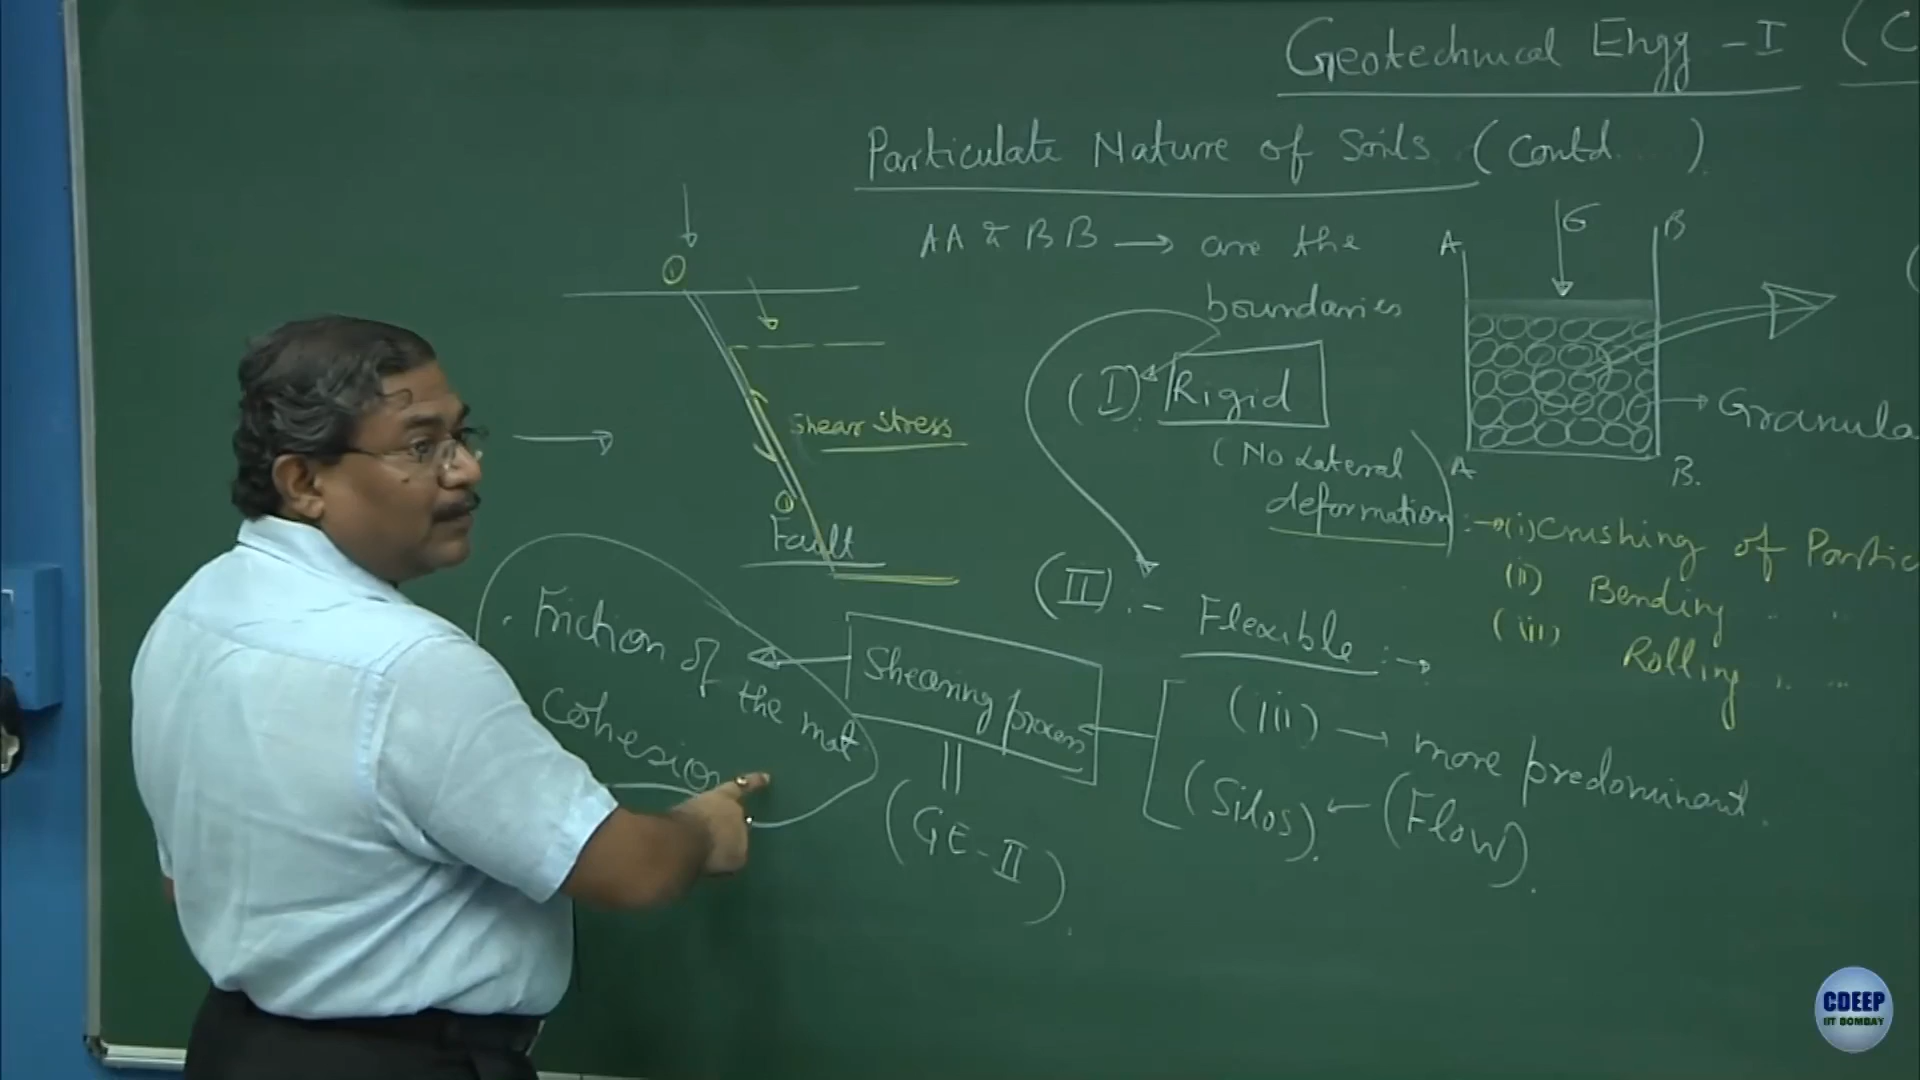 Geotechnical Engg - I (C
Particulate Nature of Soils (Contd...)
AA & BB → are the
boundaries
(I). Rigid
(No Lateral
deformation) :→ (i) Crushing of Partic
(ii) Bending " "
(iii) Rolling " "
(II) :- Flexible :→
(iii) → more predominant.
(Silos). ← (Flow).
A
σ
B
→ Granula
A
B.
①
Shear Stress
①
Fault
Shearing process
(GE-II).
. Friction of
the mat
Cohesion
CDEEP
IIT BOMBAY